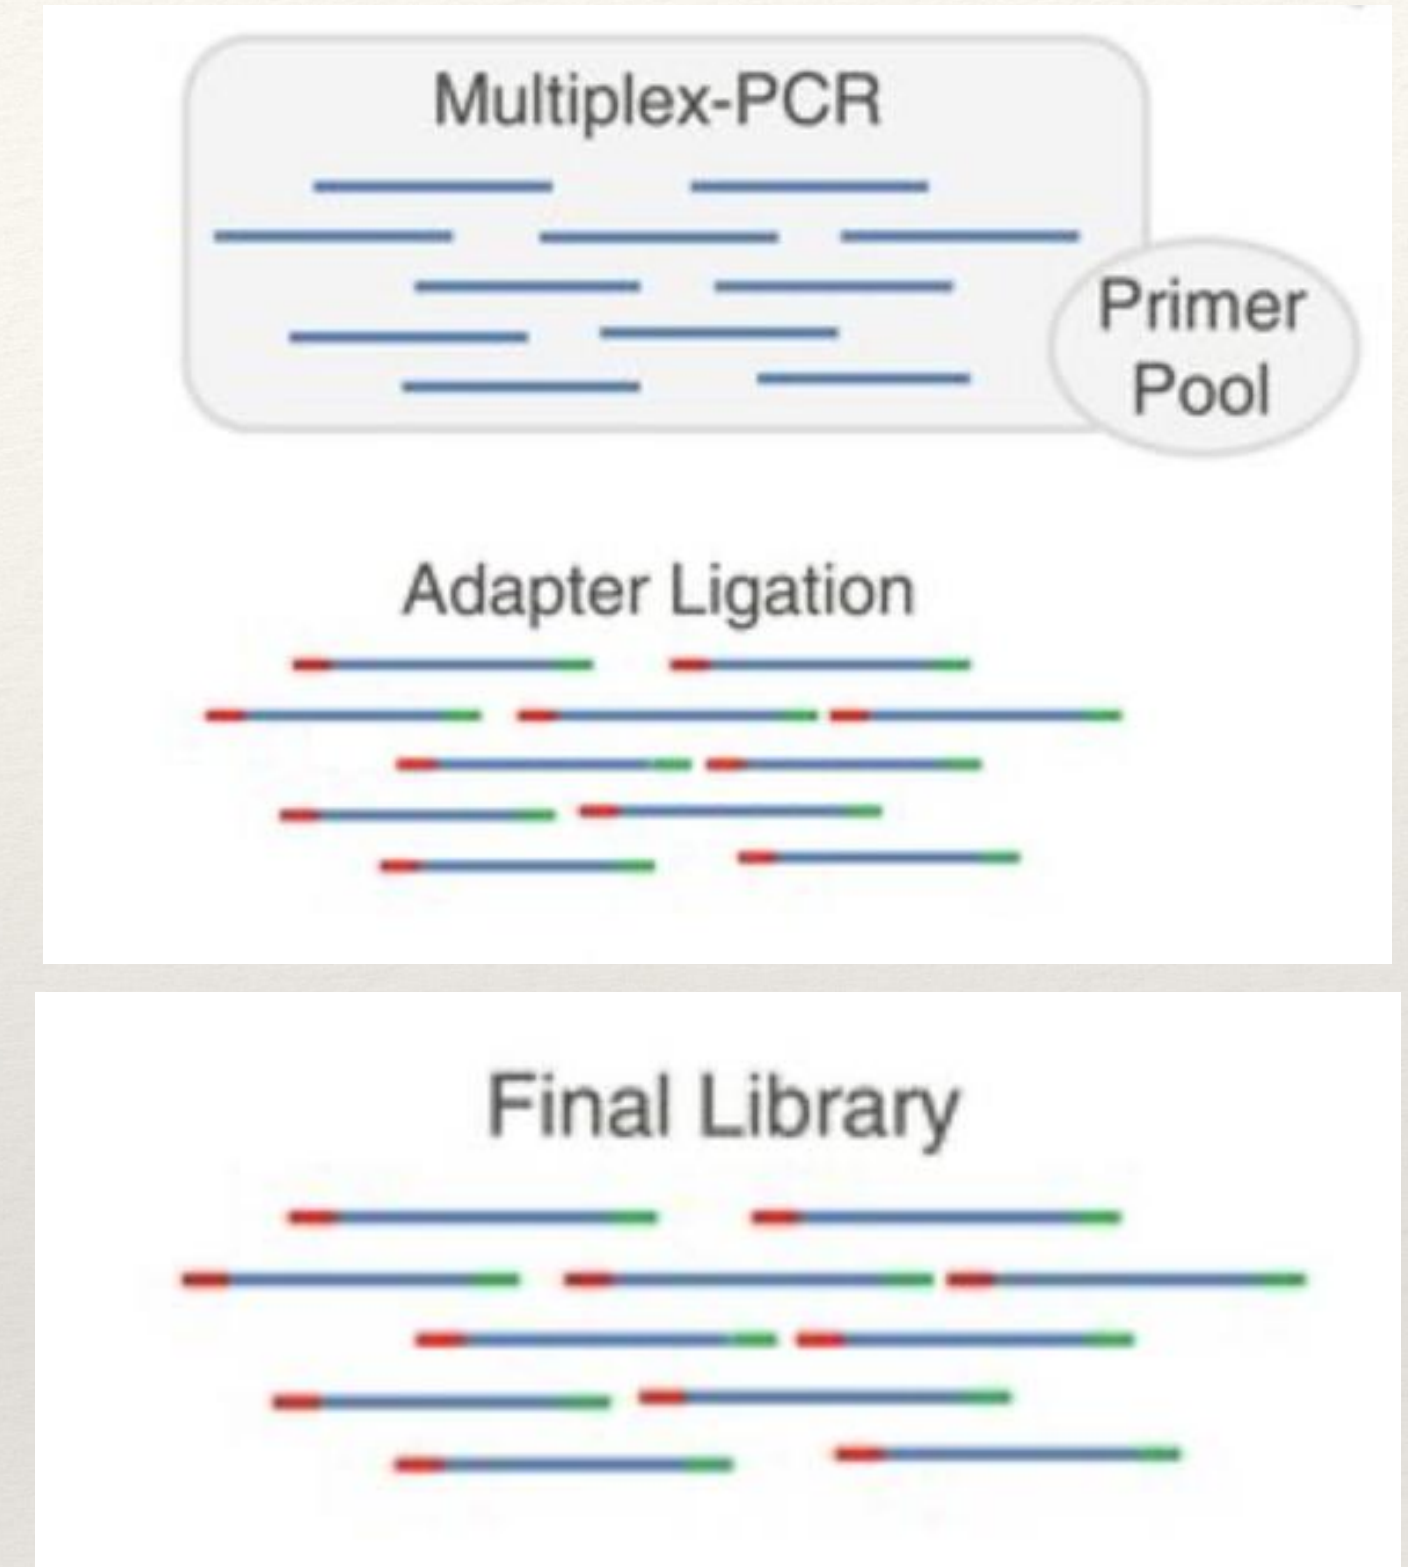 Multiplex-PCR
Primer
Pool
Adapter Ligation
Final Library